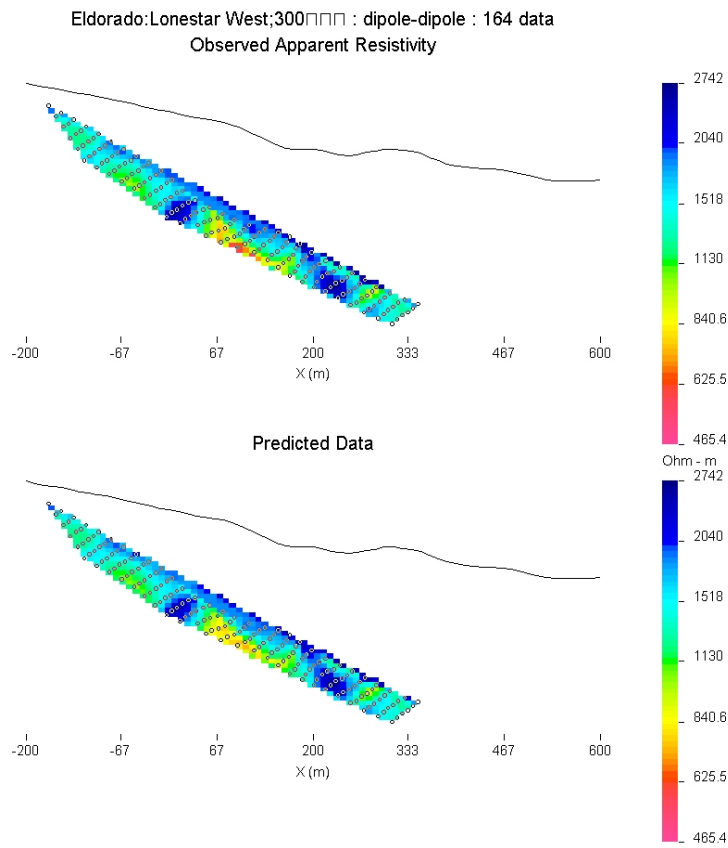 Eldorado:Lonestar West;300□□□ : dipole-dipole : 164 data
Observed Apparent Resistivity
2742
2040
1518
1130
840.6
625.5
465.4
-200 -67 67 200 333 467 600
X (m)
Ohm - m
Predicted Data
2742
2040
1518
1130
840.6
625.5
465.4
-200 -67 67 200 333 467 600
X (m)